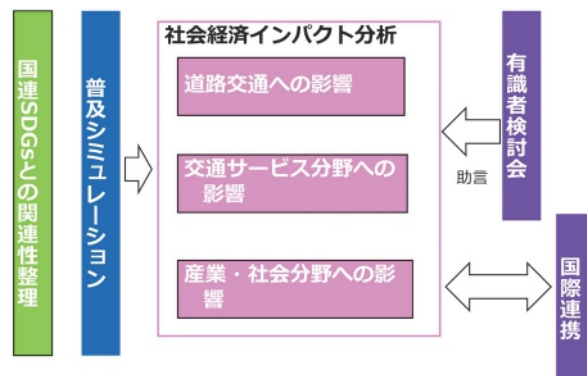 国連SDGsとの関連性整理
普及シミュレーション
社会経済インパクト分析
道路交通への影響
交通サービス分野への
影響
産業・社会分野への影
響
有識者検討会
助言
国際連携